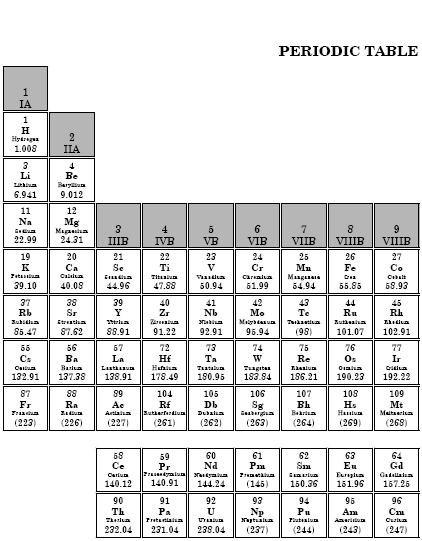 PERIODIC TABLE
1
IA
1
H
Hydrogen
1.008
2
IIA
3
Li
Lithium
6.941
4
Be
Beryllium
9.012
11
Na
Sodium
22.99
12
Mg
Magnesium
24.31
3
IIIB
4
IVB
5
VB
6
VIB
7
VIIB
8
VIIIB
9
VIIIB
19
K
Potassium
39.10
20
Ca
Calcium
40.08
21
Sc
Scandium
44.96
22
Ti
Titanium
47.88
23
V
Vanadium
50.94
24
Cr
Chromium
51.99
25
Mn
Manganese
54.94
26
Fe
Iron
55.85
27
Co
Cobalt
58.93
37
Rb
Rubidium
85.47
38
Sr
Strontium
87.62
39
Y
Yttrium
88.91
40
Zr
Zirconium
91.22
41
Nb
Niobium
92.91
42
Mo
Molybdenum
95.94
43
Tc
Technetium
(98)
44
Ru
Ruthenium
101.07
45
Rh
Rhodium
102.91
55
Cs
Cesium
132.91
56
Ba
Barium
137.38
57
La
Lanthanum
138.91
72
Hf
Hafnium
178.49
73
Ta
Tantalum
180.95
74
W
Tungsten
183.84
75
Re
Rhenium
186.21
76
Os
Osmium
190.23
77
Ir
Iridium
192.22
87
Fr
Francium
(223)
88
Ra
Radium
(226)
89
Ac
Actinium
(227)
104
Rf
Rutherfordium
(261)
105
Db
Dubnium
(262)
106
Sg
Seaborgium
(263)
107
Bh
Bohrium
(264)
108
Hs
Hassium
(269)
109
Mt
Meitnerium
(268)
58
Ce
Cerium
140.12
59
Pr
Praseodymium
140.91
60
Nd
Neodymium
144.24
61
Pm
Promethium
(145)
62
Sm
Samarium
150.36
63
Eu
Europium
151.96
64
Gd
Gadolinium
157.25
90
Th
Thorium
232.04
91
Pa
Protactinium
231.04
92
U
Uranium
238.04
93
Np
Neptunium
(237)
94
Pu
Plutonium
(244)
95
Am
Americium
(243)
96
Cm
Curium
(247)